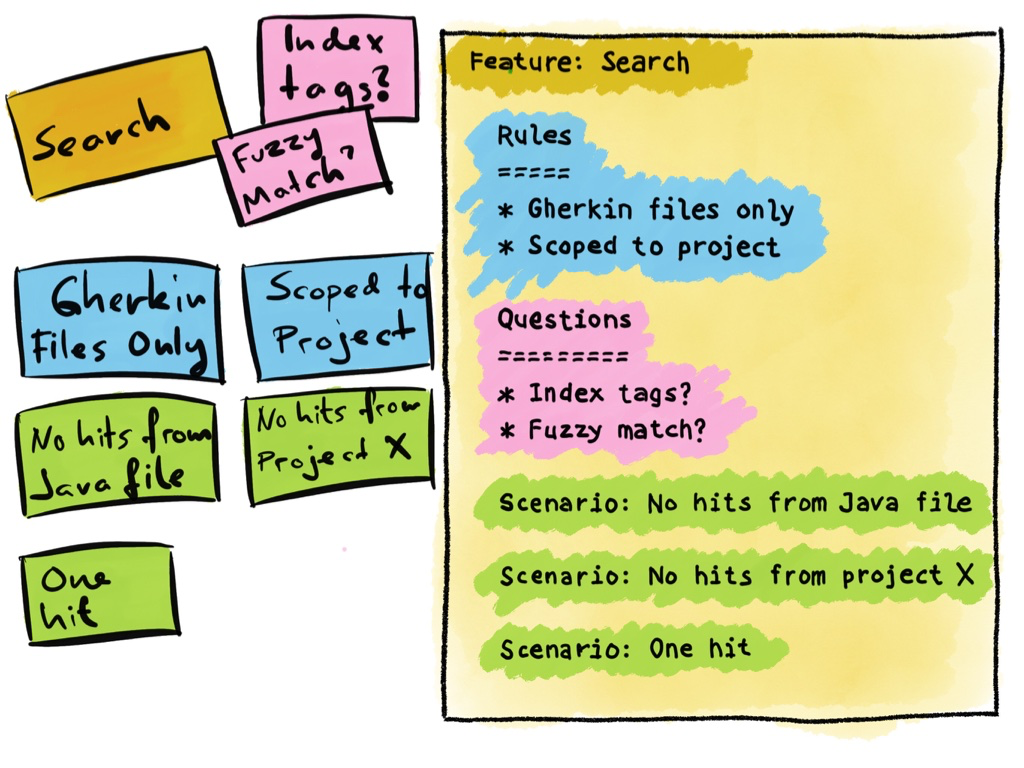 Index
tags?
Search
Fuzzy
Match?
Gherkin
Files Only
Scoped to
Project
No hits from
Java file
No hits from
Project X
One
hit
Feature: Search
Rules
=====
* Gherkin files only
* Scoped to project
Questions
=========
* Index tags?
* Fuzzy match?
Scenario: No hits from Java file
Scenario: No hits from project X
Scenario: One hit